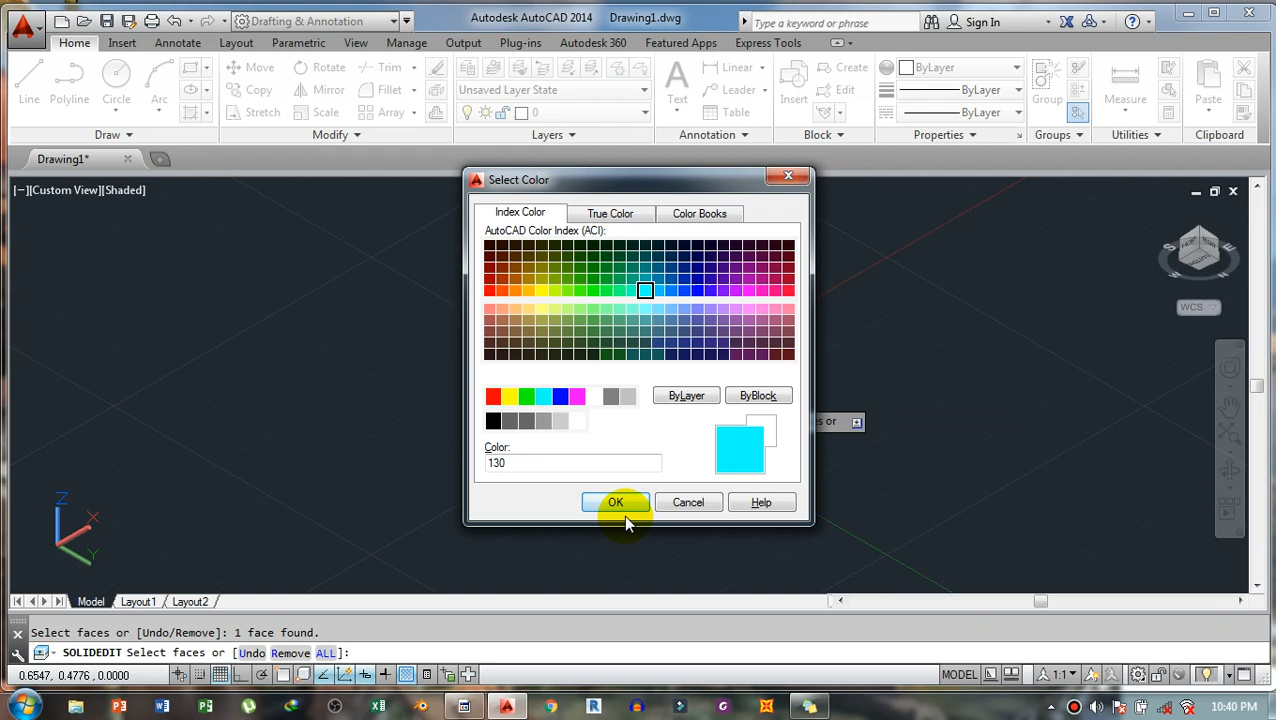 Drafting & Annotation
Autodesk AutoCAD 2014 Drawing1.dwg
Type a keyword or phrase
Sign In
Home Insert Annotate Layout Parametric View Manage Output Plug-ins Autodesk 360 Featured Apps Express Tools
Line Polyline Circle Arc
Move Rotate Trim
Copy Mirror Fillet
Stretch Scale Array
Unsaved Layer State
0
Text
Linear
Leader
Table
Insert
Create
Edit
ByLayer
ByLayer
ByLayer
Group
Measure
Paste
Draw Modify Layers Annotation Block Properties Groups Utilities Clipboard
Drawing1*
[−][Custom View][Shaded]
WCS
Z
X
Y
Select Color
Index Color True Color Color Books
AutoCAD Color Index (ACI):
ByLayer ByBlock
Color:
130
OK Cancel Help
es or
Model Layout1 Layout2
Select faces or [Undo/Remove]: 1 face found.
SOLIDEDIT Select faces or [Undo Remove ALL]:
0.6547, 0.4776, 0.0000
MODEL
1:1
10:40 PM